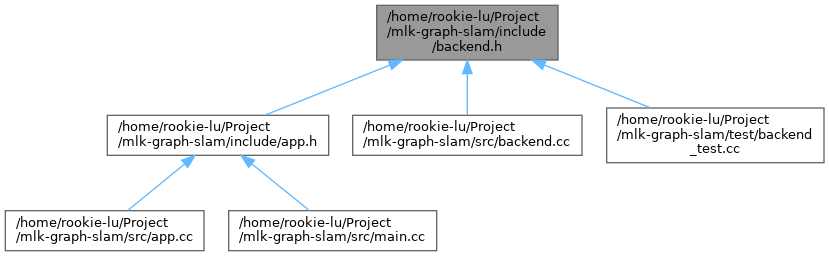 /home/rookie-lu/Project
/mlk-graph-slam/include
/backend.h
/home/rookie-lu/Project
/mlk-graph-slam/include/app.h
/home/rookie-lu/Project
/mlk-graph-slam/src/backend.cc
/home/rookie-lu/Project
/mlk-graph-slam/test/backend
_test.cc
/home/rookie-lu/Project
/mlk-graph-slam/src/app.cc
/home/rookie-lu/Project
/mlk-graph-slam/src/main.cc